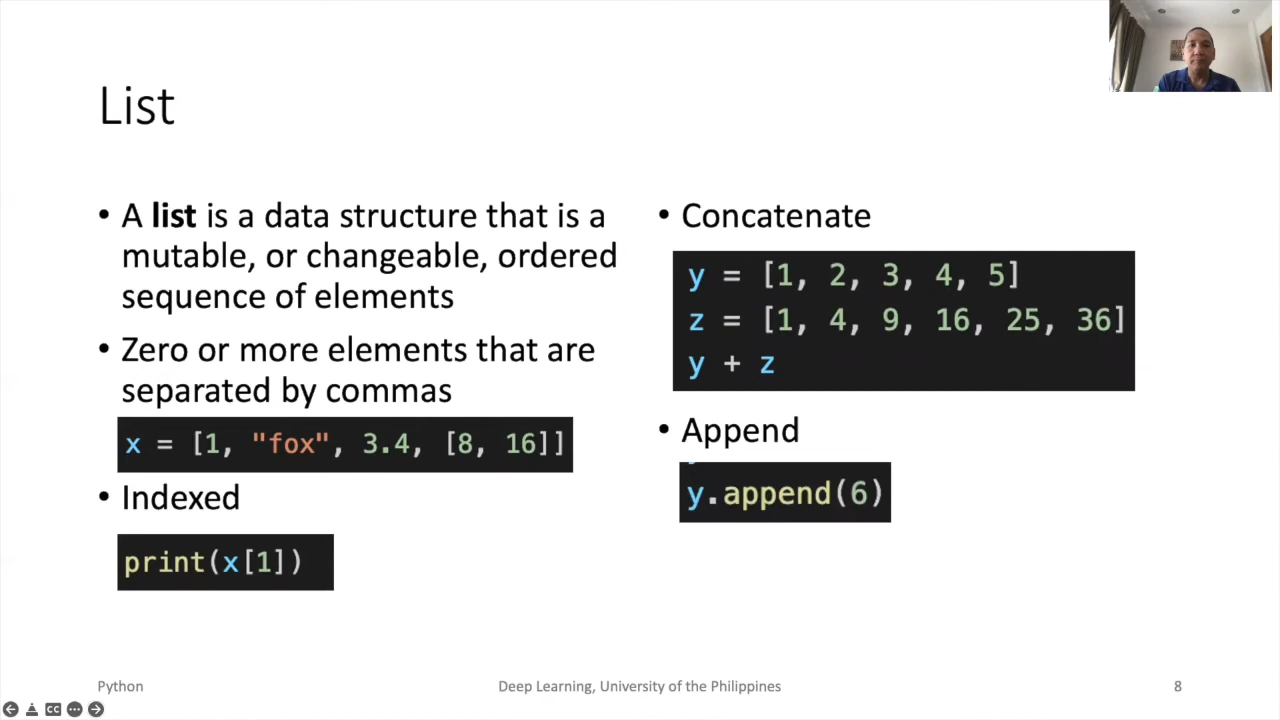 List
• A list is a data structure that is a
mutable, or changeable, ordered
sequence of elements
• Zero or more elements that are
separated by commas
x = [1, "fox", 3.4, [8, 16]]
• Indexed
print(x[1])
• Concatenate
y = [1, 2, 3, 4, 5]
z = [1, 4, 9, 16, 25, 36]
y + z
• Append
y.append(6)
Python
Deep Learning, University of the Philippines
8
CC